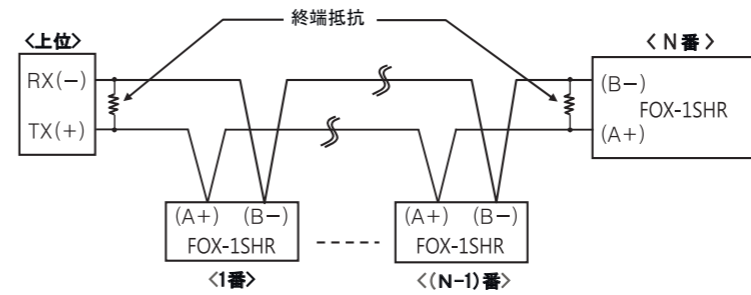 終端抵抗
<上位>
<N番>
RX(−)
TX(+)
(B−)
FOX-1SHR
(A+)
(A+) (B−)
FOX-1SHR
<1番>
(A+) (B−)
FOX-1SHR
<(N-1)番>